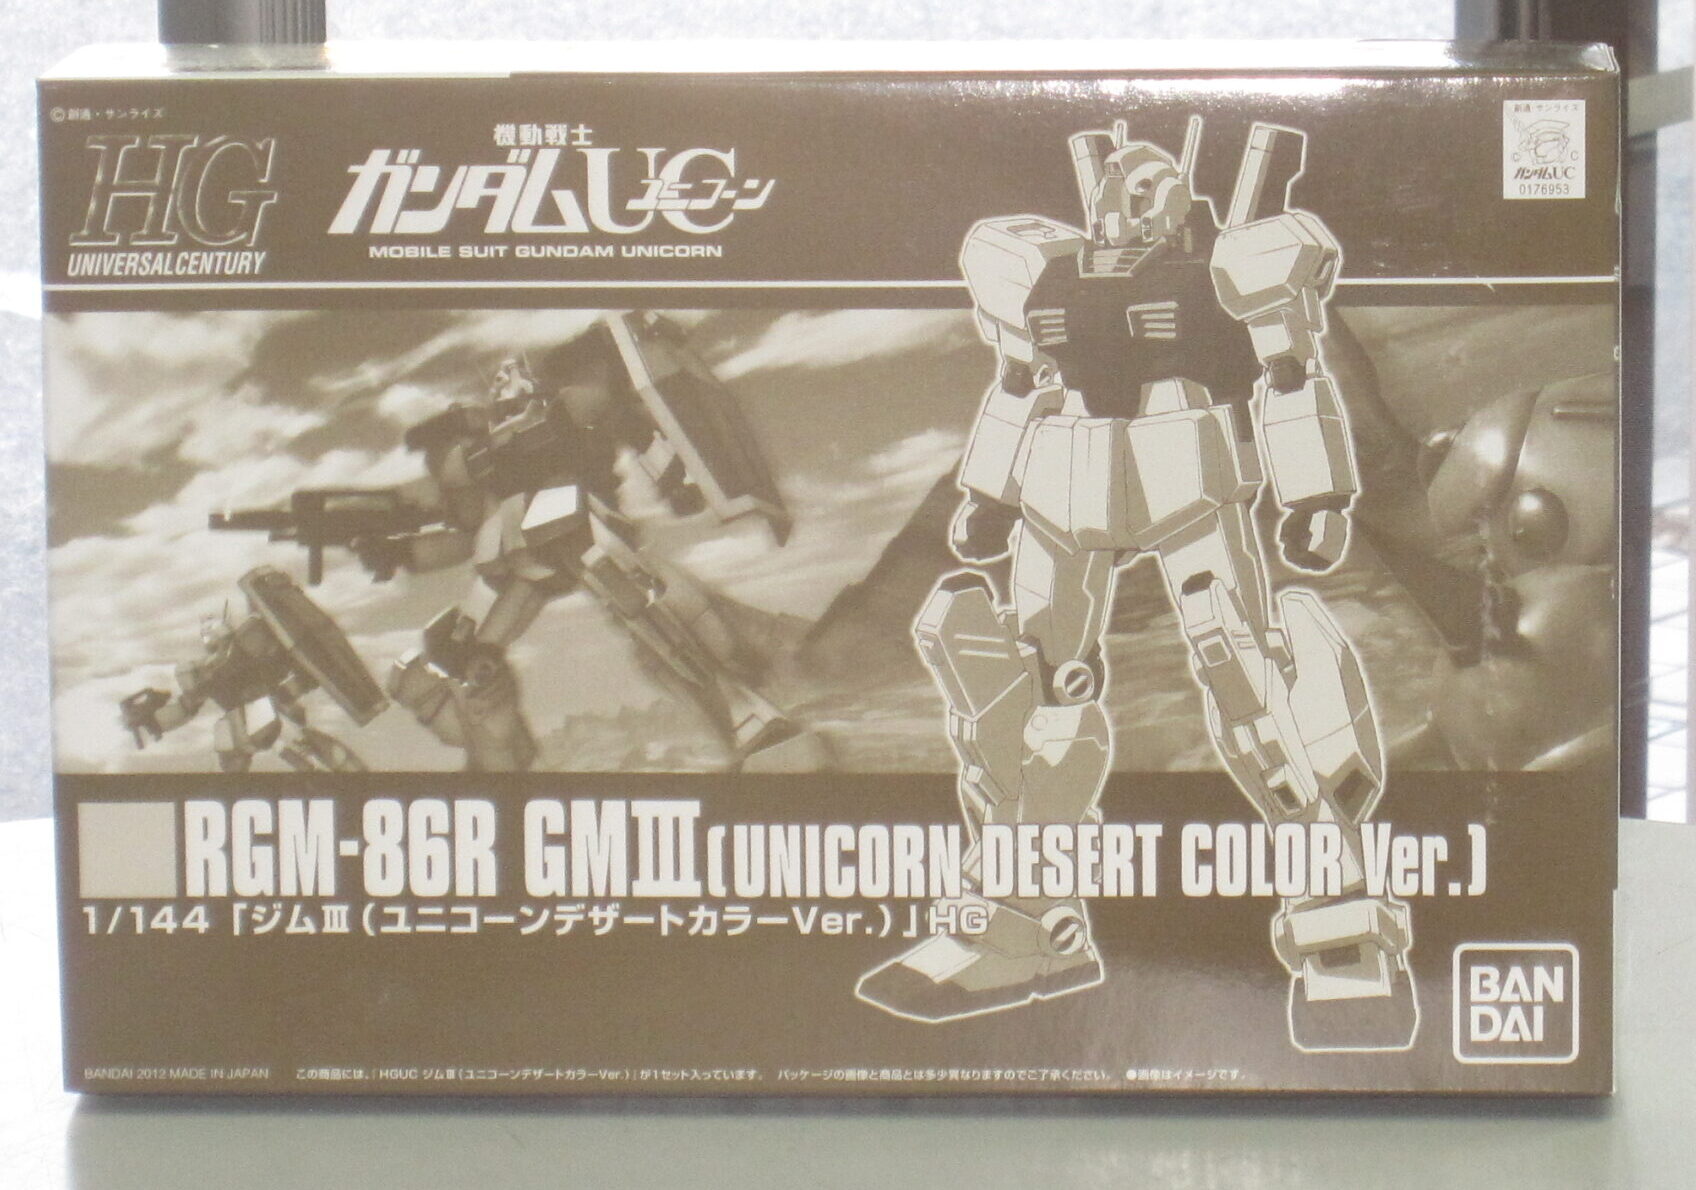 ©創通・サンライズ
HG
UNIVERSAL CENTURY
機動戦士
ガンダムUC
ユニコーン
MOBILE SUIT GUNDAM UNICORN
創通・サンライズ
© C
ガンダムUC
0176953
RGM-86R GMⅢ(UNICORN DESERT COLOR Ver.)
1/144「ジムⅢ(ユニコーンデザートカラーVer.)」HG
BAN
DAI
BANDAI 2012 MADE IN JAPAN この商品には、「HGUC ジムⅢ(ユニコーンデザートカラーVer.)」が1セット入っています。 パッケージの画像と商品とは多少異なりますのでご了承ください。 ●画像はイメージです。